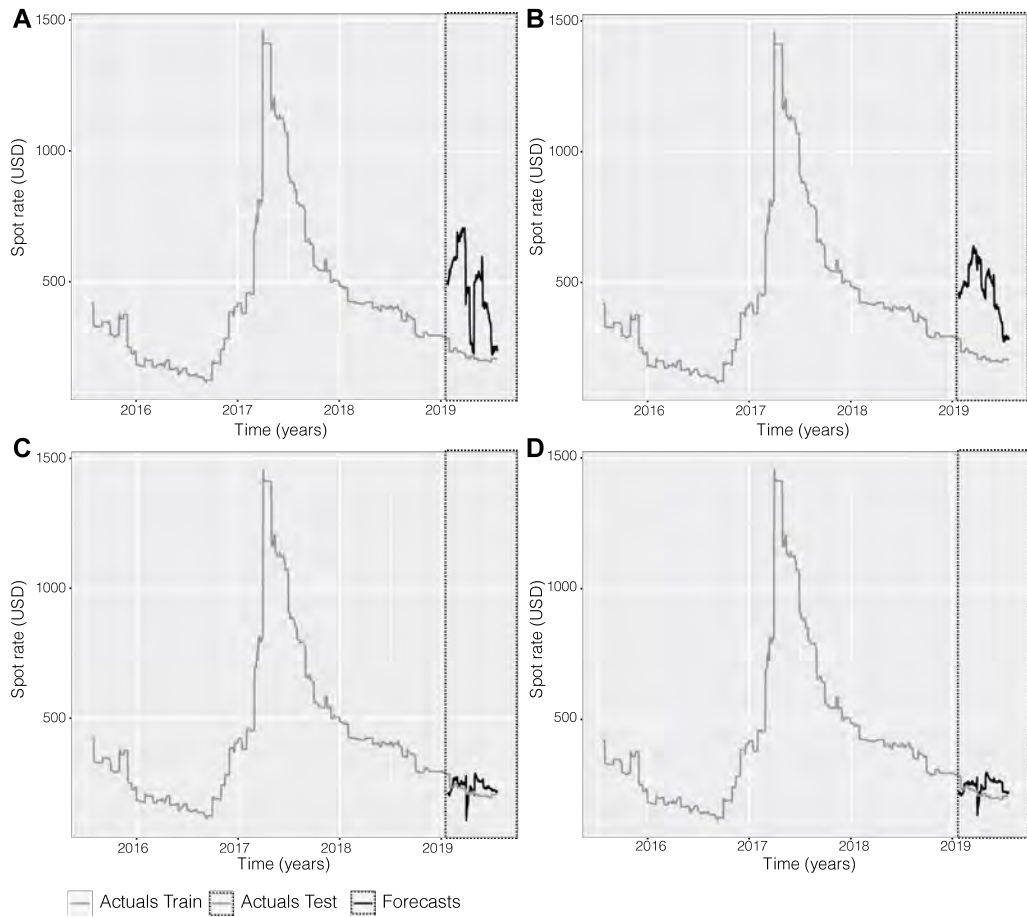 A
1500
1000
500
Spot rate (USD)
2016
2017
2018
2019
Time (years)
B
1500
1000
500
Spot rate (USD)
2016
2017
2018
2019
Time (years)
C
1500
1000
500
Spot rate (USD)
2016
2017
2018
2019
Time (years)
D
1500
1000
500
Spot rate (USD)
2016
2017
2018
2019
Time (years)
Actuals Train
Actuals Test
Forecasts